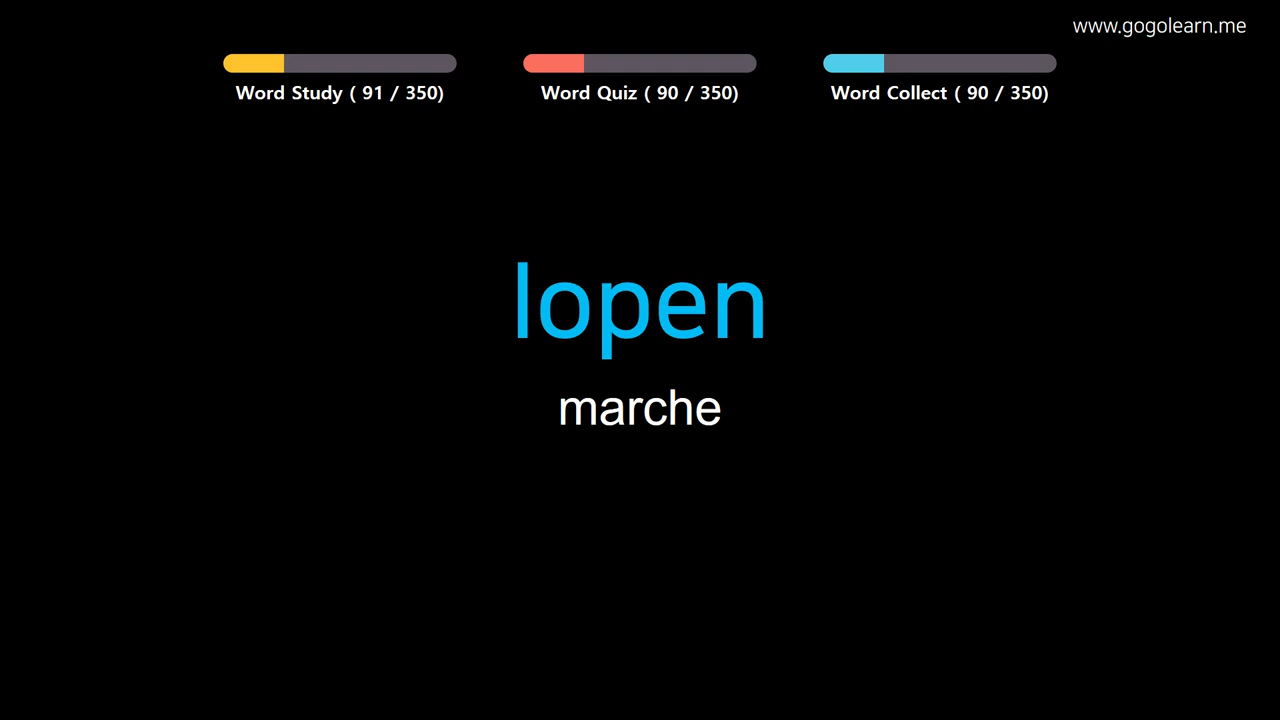 www.gogolearn.me
Word Study ( 91 / 350)
Word Quiz ( 90 / 350)
Word Collect ( 90 / 350)
lopen
marche